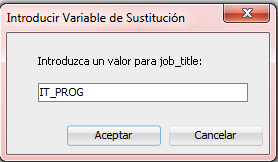 Introducir Variable de Sustitución
Introduzca un valor para job_title:
IT_PROG
Aceptar
Cancelar